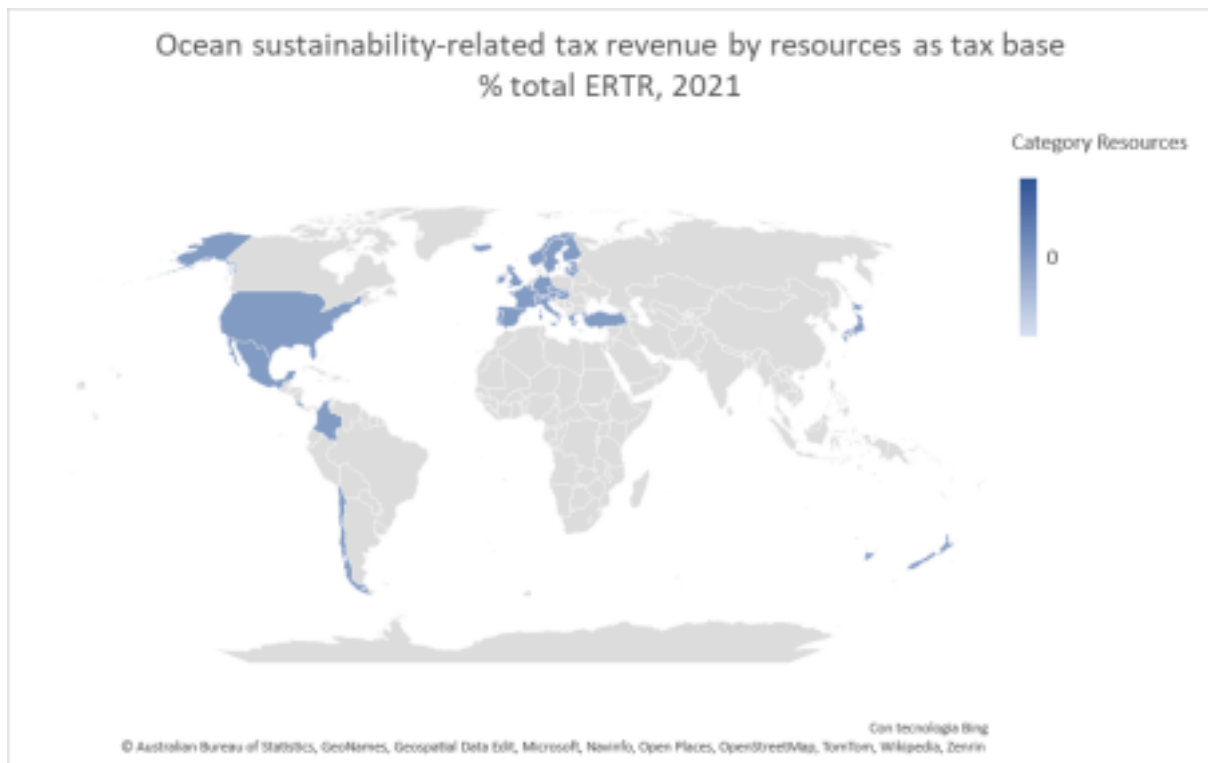 Ocean sustainability-related tax revenue by resources as tax base
% total ERTR, 2021
Category Resources
0
Con tecnologia Bing
© Australian Bureau of Statistics, GeoNames, Geospatial Data Edit, Microsoft, Navinfo, Open Places, OpenStreetMap, TomTom, Wikipedia, Zenrin